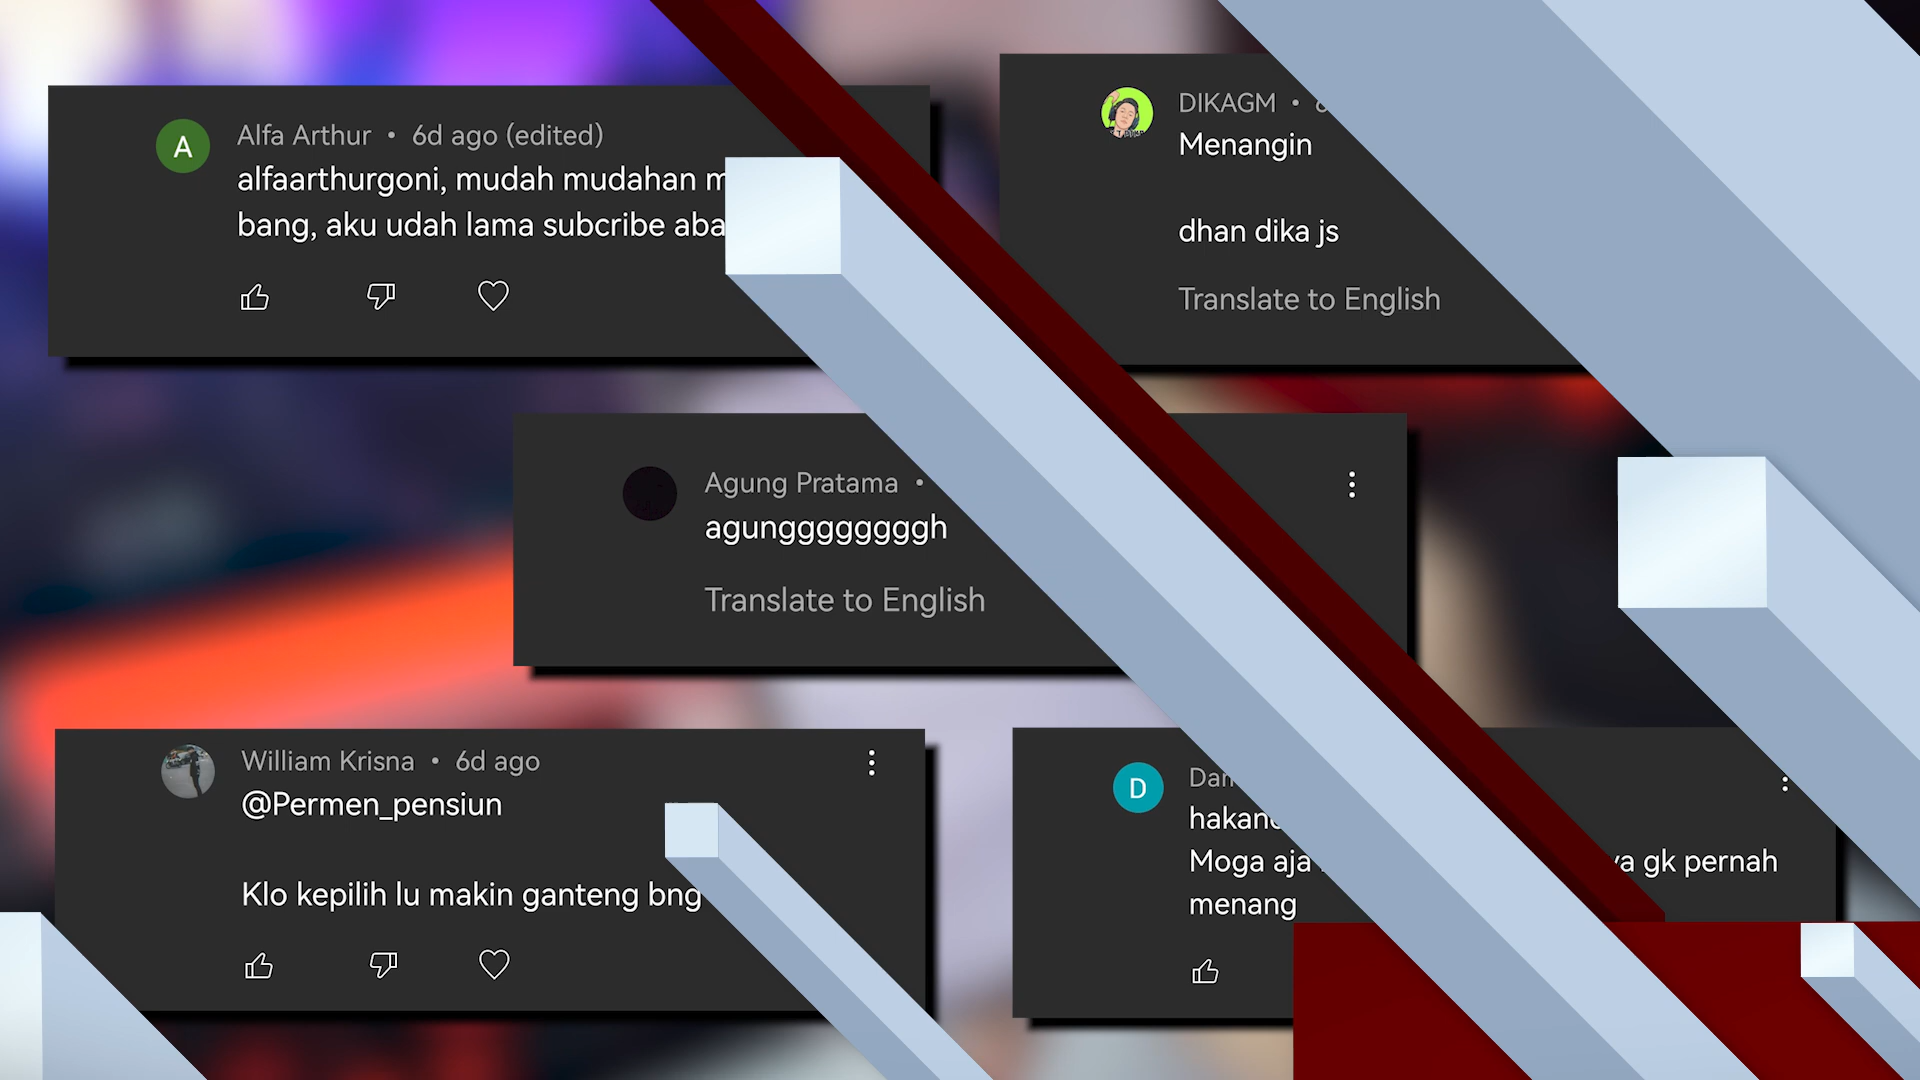 A
Alfa Arthur • 6d ago (edited)
alfaarthurgoni, mudah mudahan
bang, aku udah lama subcribe
DIKAGM •
Menangin
dhan dika js
Translate to English
Agung Pratama •
agunggggggggh
Translate to English
William Krisna • 6d ago
@Permen_pensiun
Klo kepilih lu makin ganteng bng
D
Moga aja gk pernah
menang